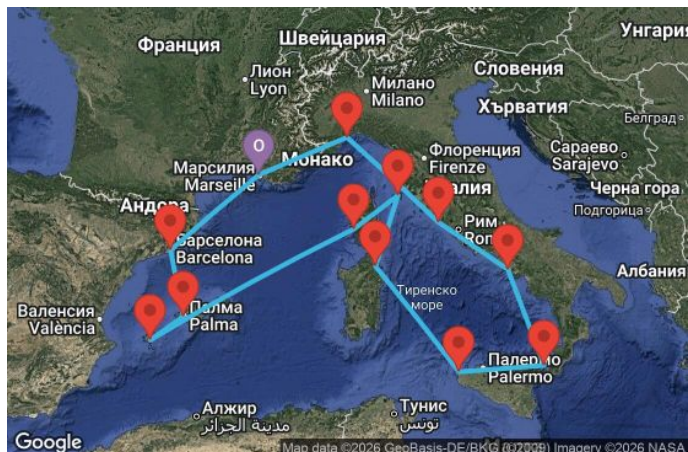 Унгария
Франция
Швейцария
Лион
Lyon
Милано
Milano
Словения
Хърватия
Белград
Марсилия
Marseille
O
Монако
Флоренция
Firenze
Сараево
Sarajevo
Черна гора
Подгорица
Андора
Рим
Барселона
Barcelona
Албания
Валенсия
València
Палма
Palma
Тиренско
море
Палермо
Palermo
Алжир
مدينة الجزائر
Тунис
تونس
Google
Map data ©2026 GeoBasis-DE/BKG (©2009) Imagery ©2026 NASA